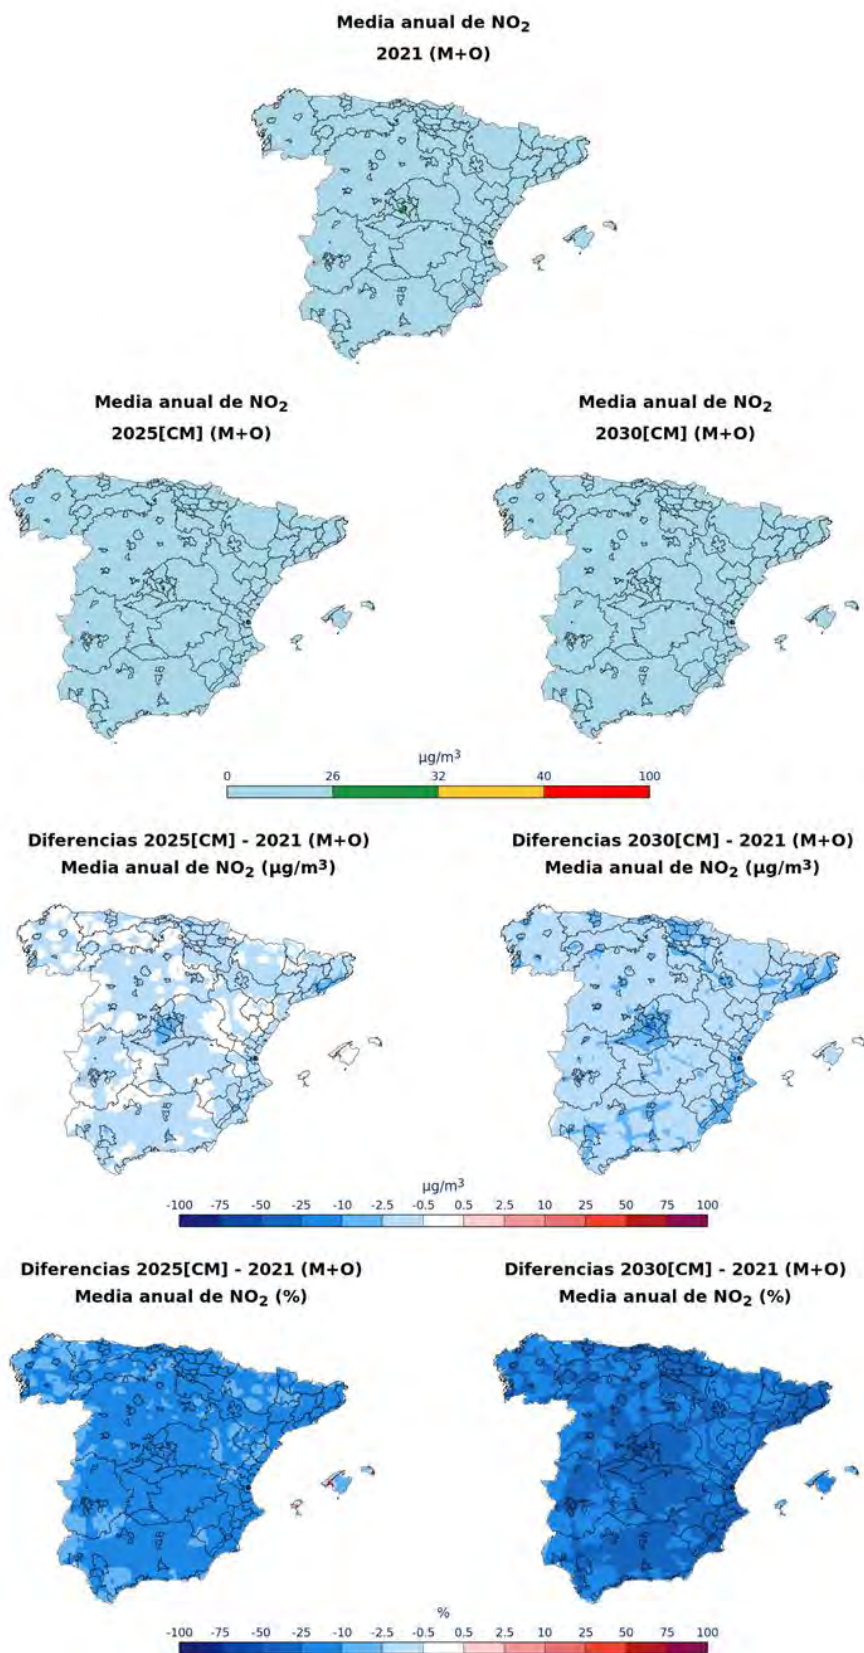 Media anual de NO₂
2021 (M+O)
Media anual de NO₂
2025[CM] (M+O)
Media anual de NO₂
2030[CM] (M+O)
µg/m³
0 26 32 40 100
Diferencias 2025[CM] - 2021 (M+O)
Media anual de NO₂ (µg/m³)
Diferencias 2030[CM] - 2021 (M+O)
Media anual de NO₂ (µg/m³)
µg/m³
-100 -75 -50 -25 -10 -2.5 -0.5 0.5 2.5 10 25 50 75 100
Diferencias 2025[CM] - 2021 (M+O)
Media anual de NO₂ (%)
Diferencias 2030[CM] - 2021 (M+O)
Media anual de NO₂ (%)
%
-100 -75 -50 -25 -10 -2.5 -0.5 0.5 2.5 10 25 50 75 100